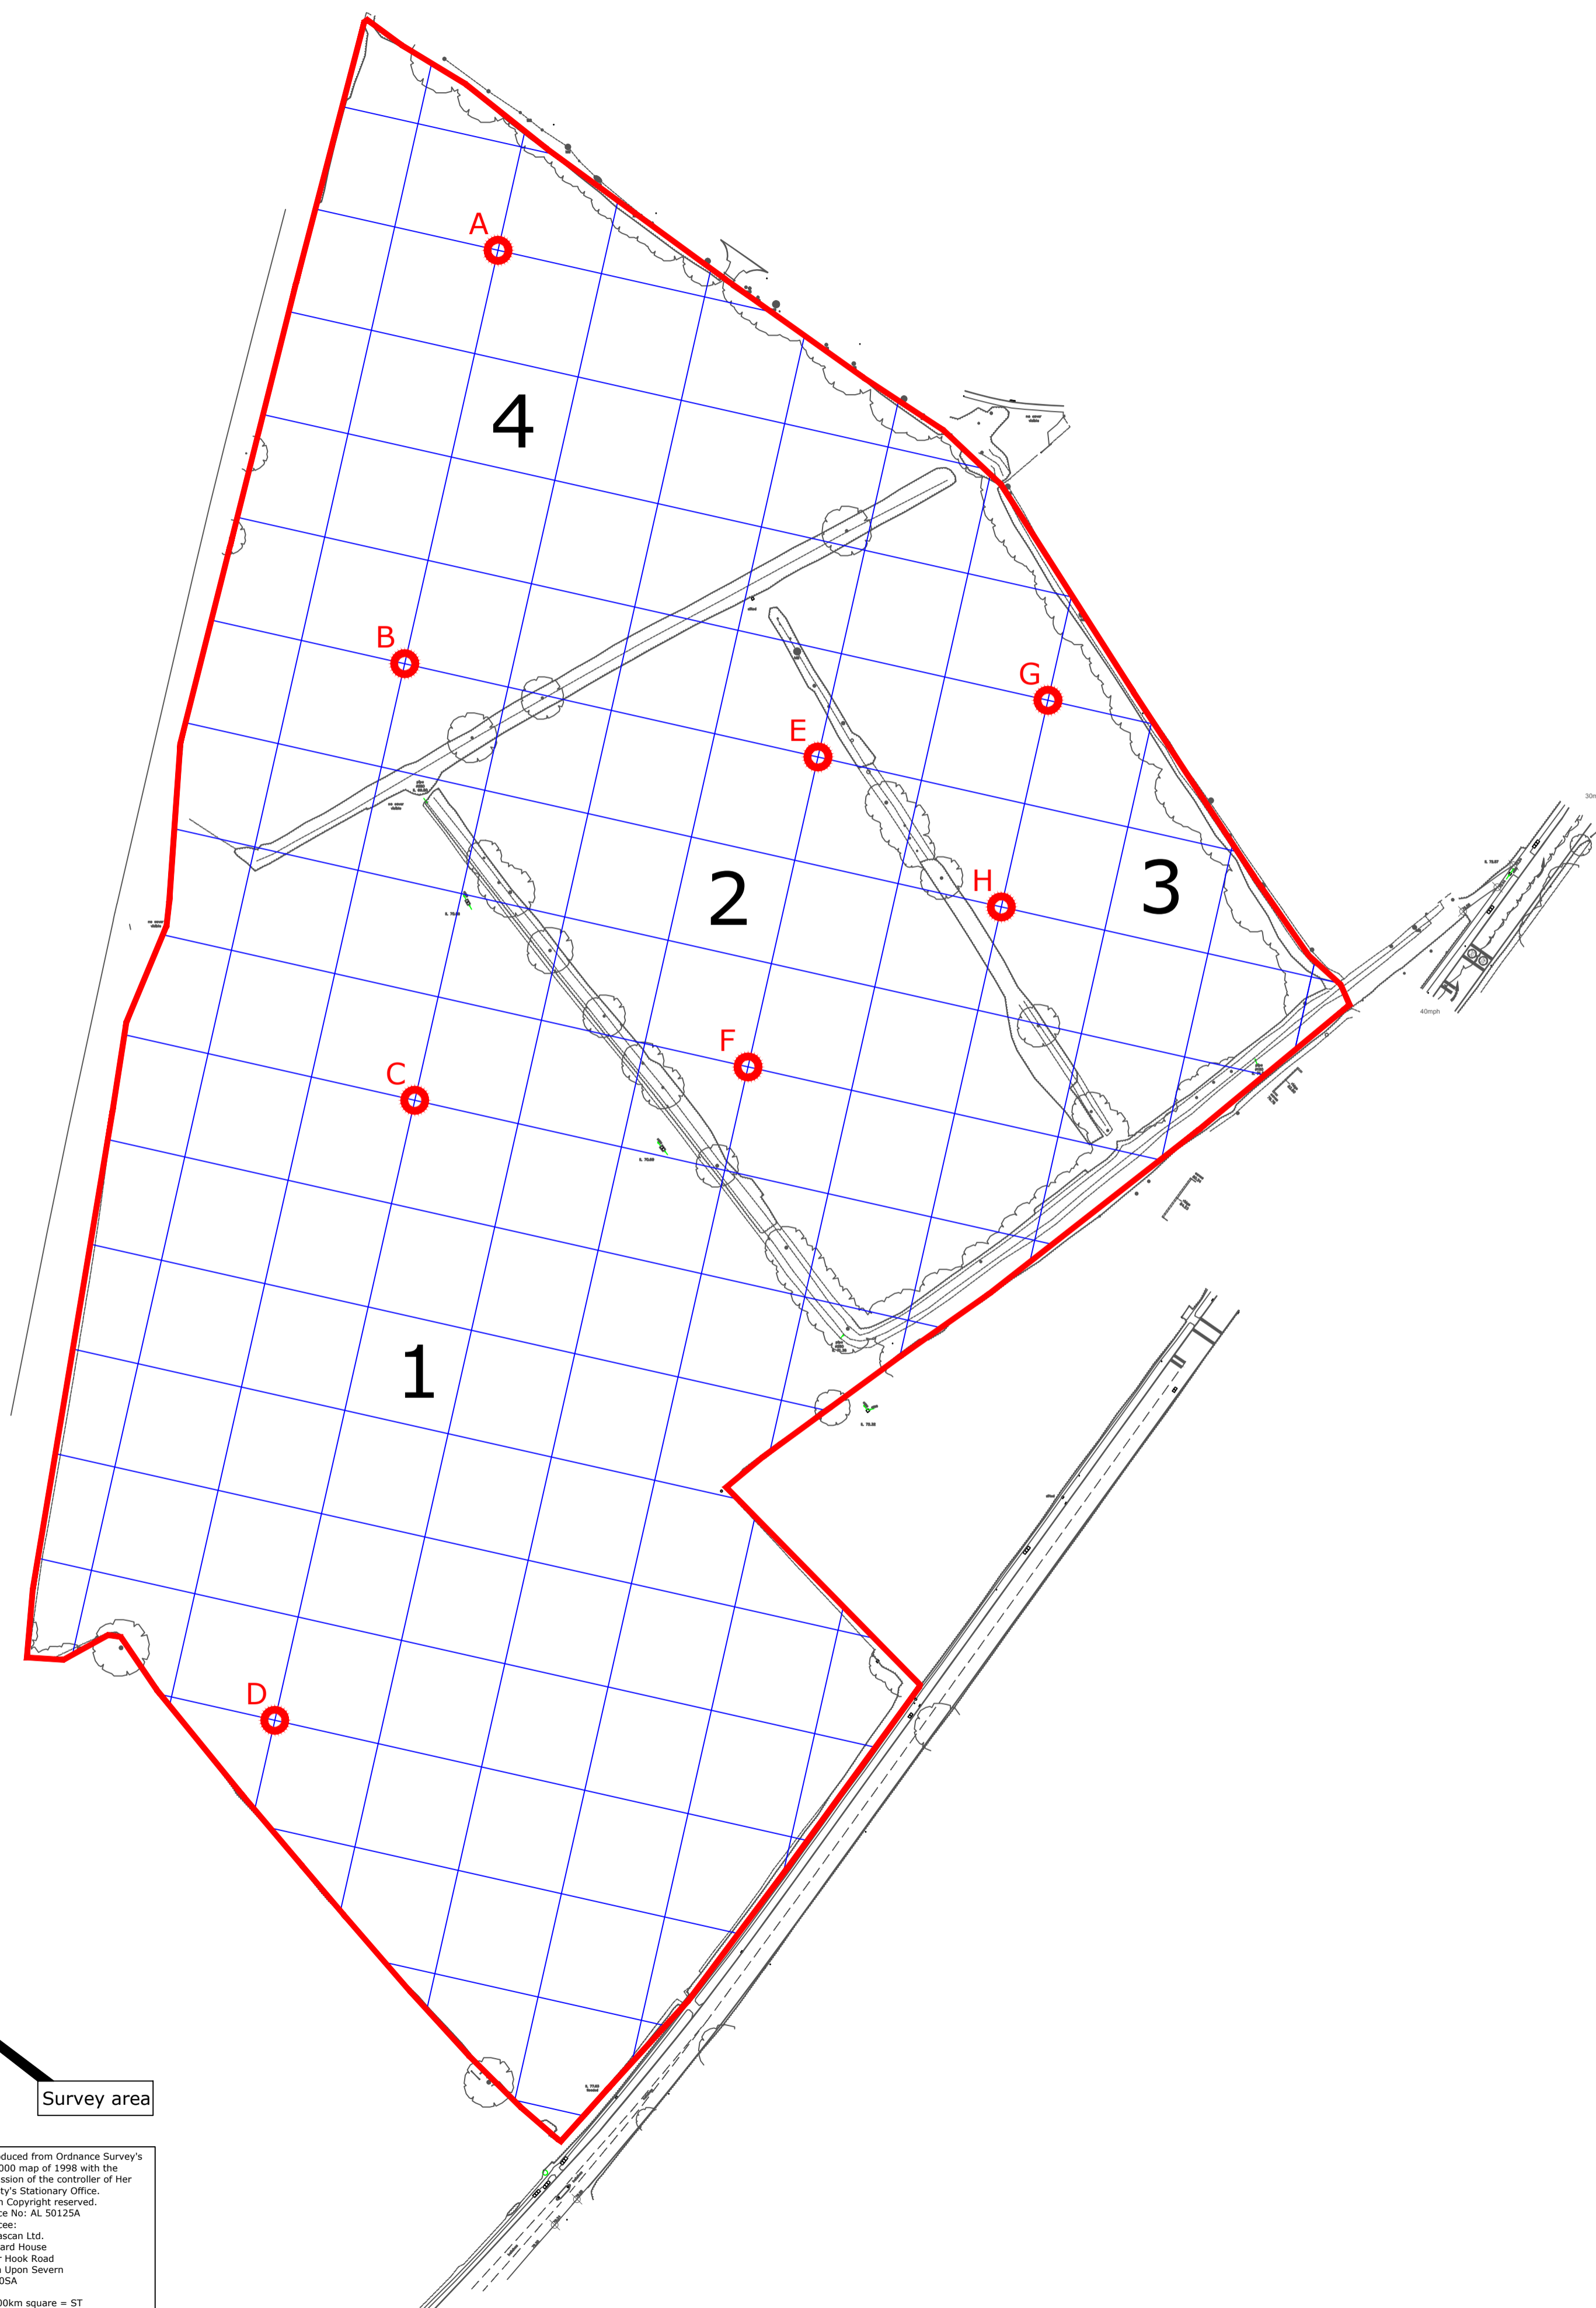 A
4
B
G
E
2
H
3
30m
40mph
F
C
1
D
Survey area
oduced from Ordnance Survey's
000 map of 1998 with the
ssion of the controller of Her
ty's Stationary Office.
n Copyright reserved.
ce No: AL 50125A
cee:
ascan Ltd.
ard House
r Hook Road
n Upon Severn
0SA
00km square = ST